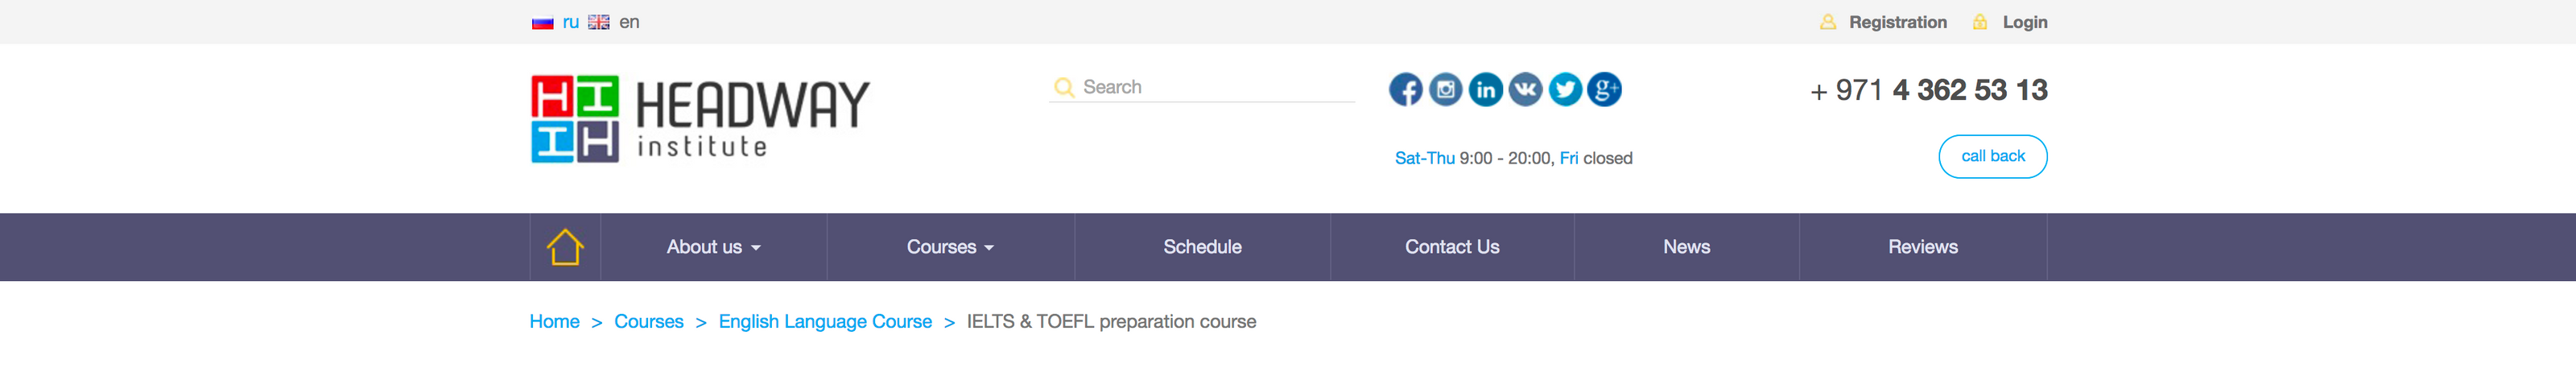 ru en
Registration Login
HEADWAY
institute
Search
+ 971 4 362 53 13
Sat-Thu 9:00 - 20:00, Fri closed
call back
About us Courses Schedule Contact Us News Reviews
Home > Courses > English Language Course > IELTS & TOEFL preparation course